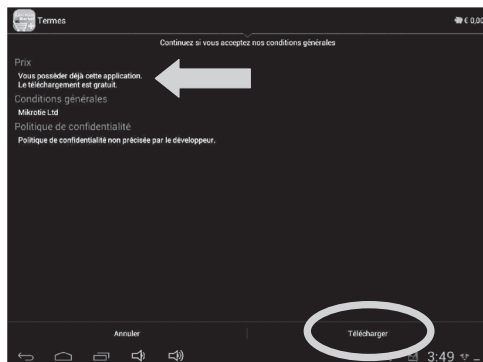 Termes
€ 0,00
Continuez si vous acceptez nos conditions générales
Prix
Vous posséder déjà cette application.
Le téléchargement est gratuit.
Conditions générales
Mikrotie Ltd
Politique de confidentialité
Politique de confidentialité non précisée par le développeur.
Annuler
Télécharger
3:49